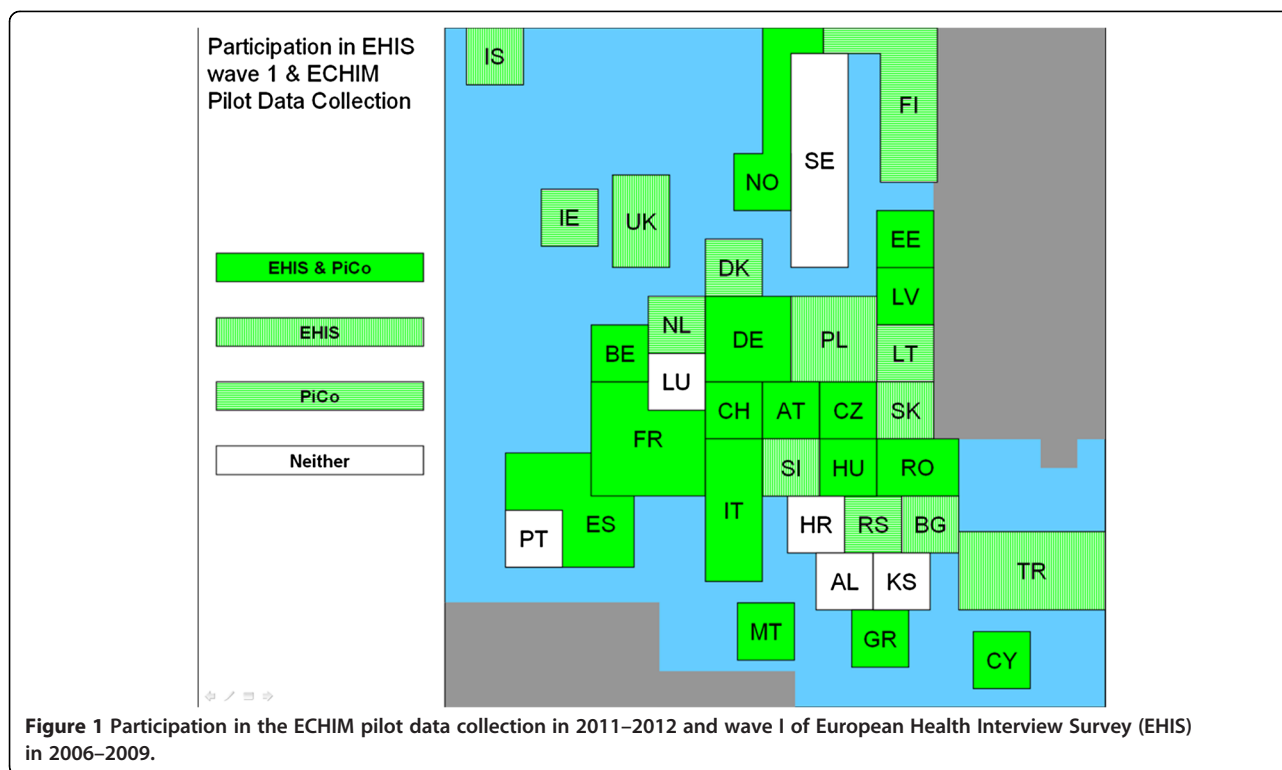 Participation in EHIS
wave 1 & ECHIM
Pilot Data Collection
EHIS & PiCo
EHIS
PiCo
Neither
IS
FI
SE
NO
IE
UK
EE
DK
LV
NL
DE
PL
BE
LT
LU
CH
AT
CZ
SK
FR
SI
HU
RO
IT
ES
HR
RS
BG
PT
TR
AL
KS
MT
GR
CY
Figure 1 Participation in the ECHIM pilot data collection in 2011–2012 and wave I of European Health Interview Survey (EHIS)
in 2006–2009.